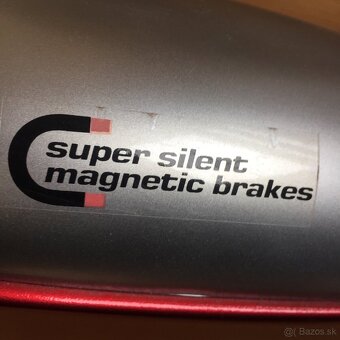 super silent
magnetic brakes
@( Bazos.sk